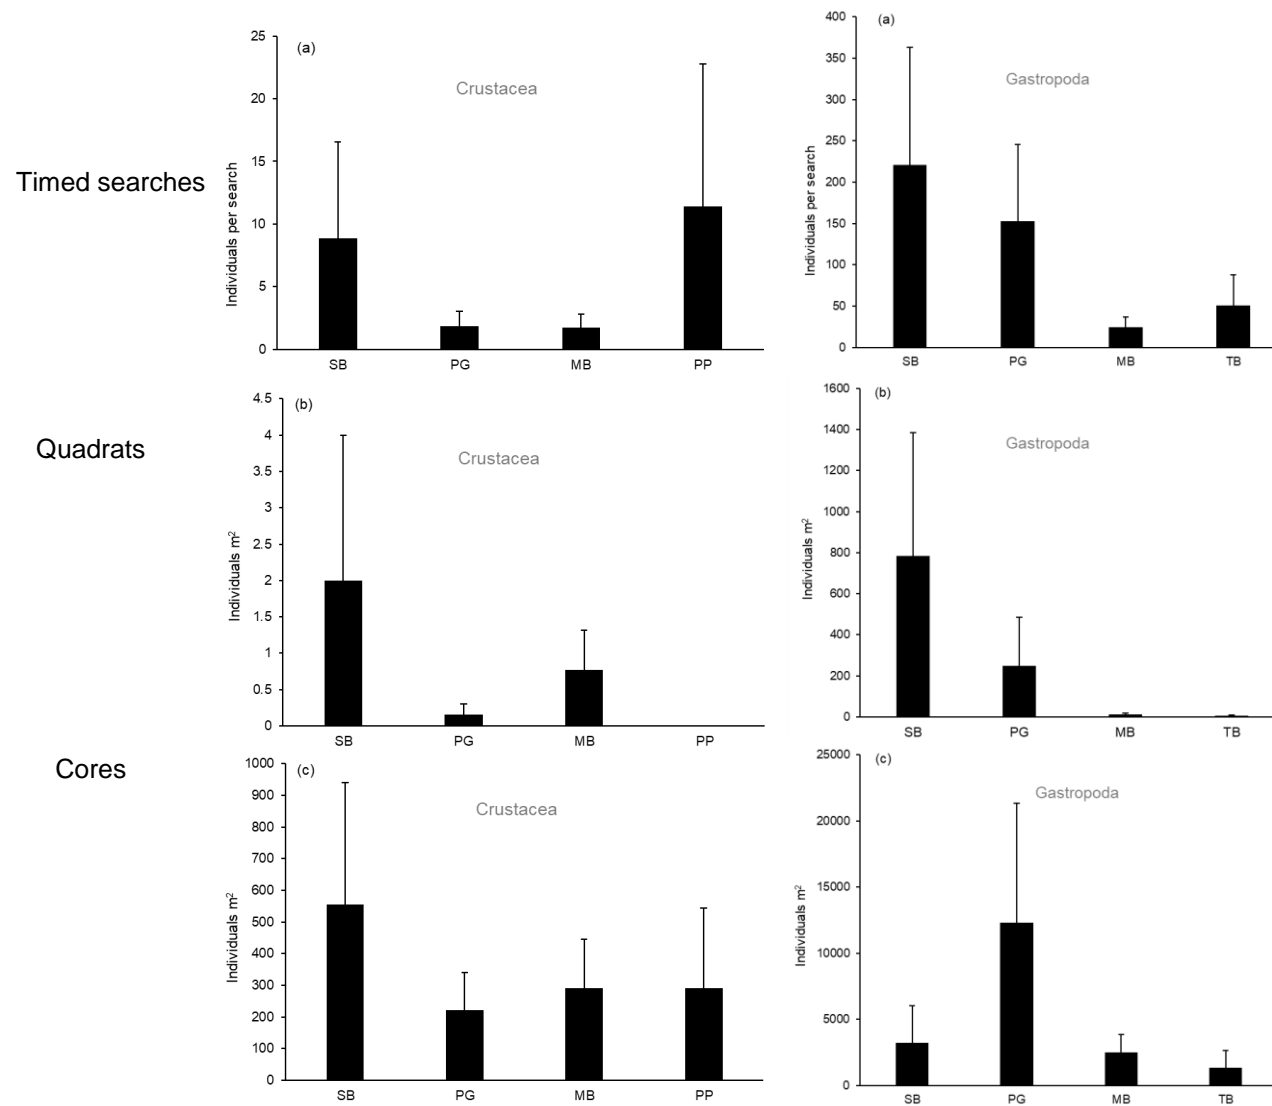 Timed searches
(a)
Crustacea
Individuals per search
25
20
15
10
5
0
SB PG MB PP
(a)
Gastropoda
Individuals per search
400
350
300
250
200
150
100
50
0
SB PG MB TB
Quadrats
(b)
Crustacea
Individuals m²
4.5
4
3.5
3
2.5
2
1.5
1
0.5
0
SB PG MB PP
(b)
Gastropoda
Individuals m²
1600
1400
1200
1000
800
600
400
200
0
SB PG MB TB
Cores
(c)
Crustacea
Individuals m²
1000
900
800
700
600
500
400
300
200
100
0
SB PG MB PP
(c)
Gastropoda
Individuals m²
25000
20000
15000
10000
5000
0
SB PG MB TB